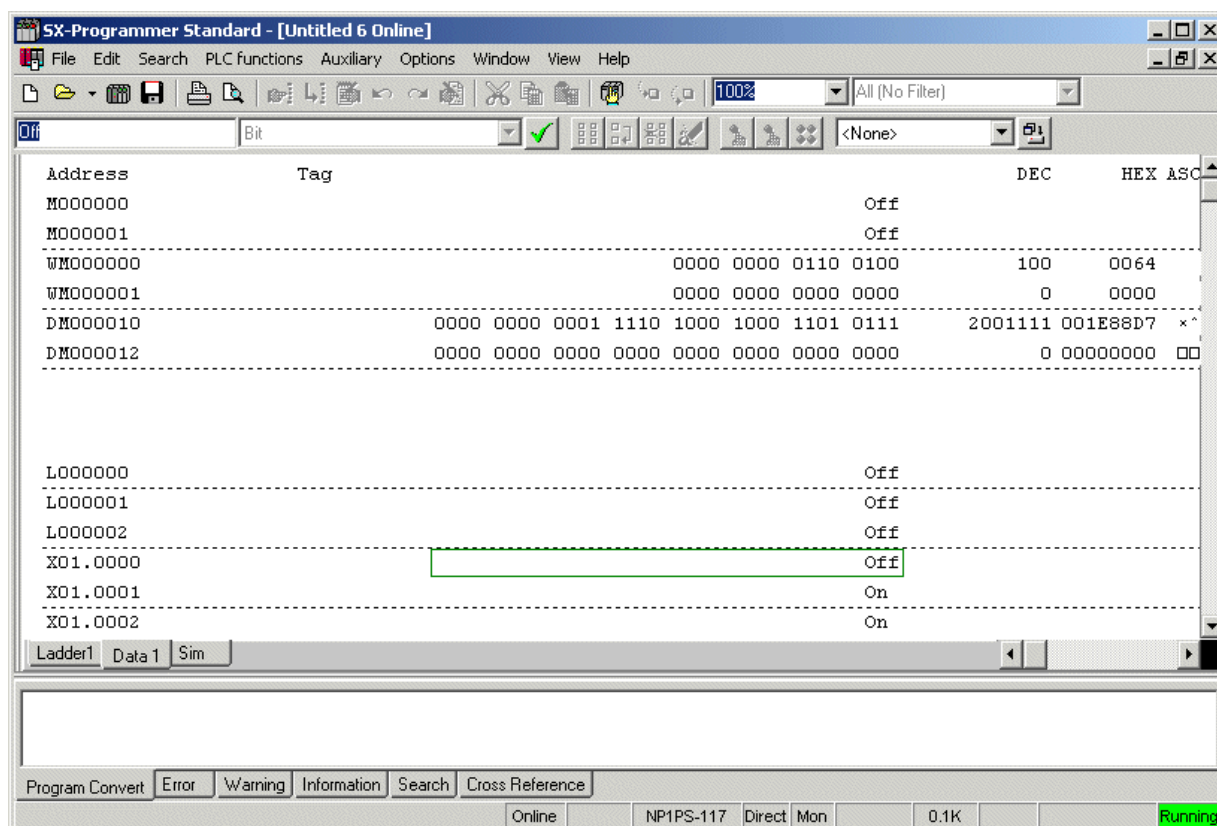 SX-Programmer Standard - [Untitled 6 Online]
File Edit Search PLC functions Auxiliary Options Window View Help
100% All (No Filter)
Off Bit <None>
Address Tag DEC HEX ASC
M000000 Off
M000001 Off
WM000000 0000 0000 0110 0100 100 0064
WM000001 0000 0000 0000 0000 0 0000
DM000010 0000 0000 0001 1110 1000 1000 1101 0111 2001111 001E88D7 ×^
DM000012 0000 0000 0000 0000 0000 0000 0000 0000 0 00000000 □□
L000000 Off
L000001 Off
L000002 Off
X01.0000 Off
X01.0001 On
X01.0002 On
Ladder1 Data 1 Sim
Program Convert Error Warning Information Search Cross Reference
Online NP1PS-117 Direct Mon 0.1K Running